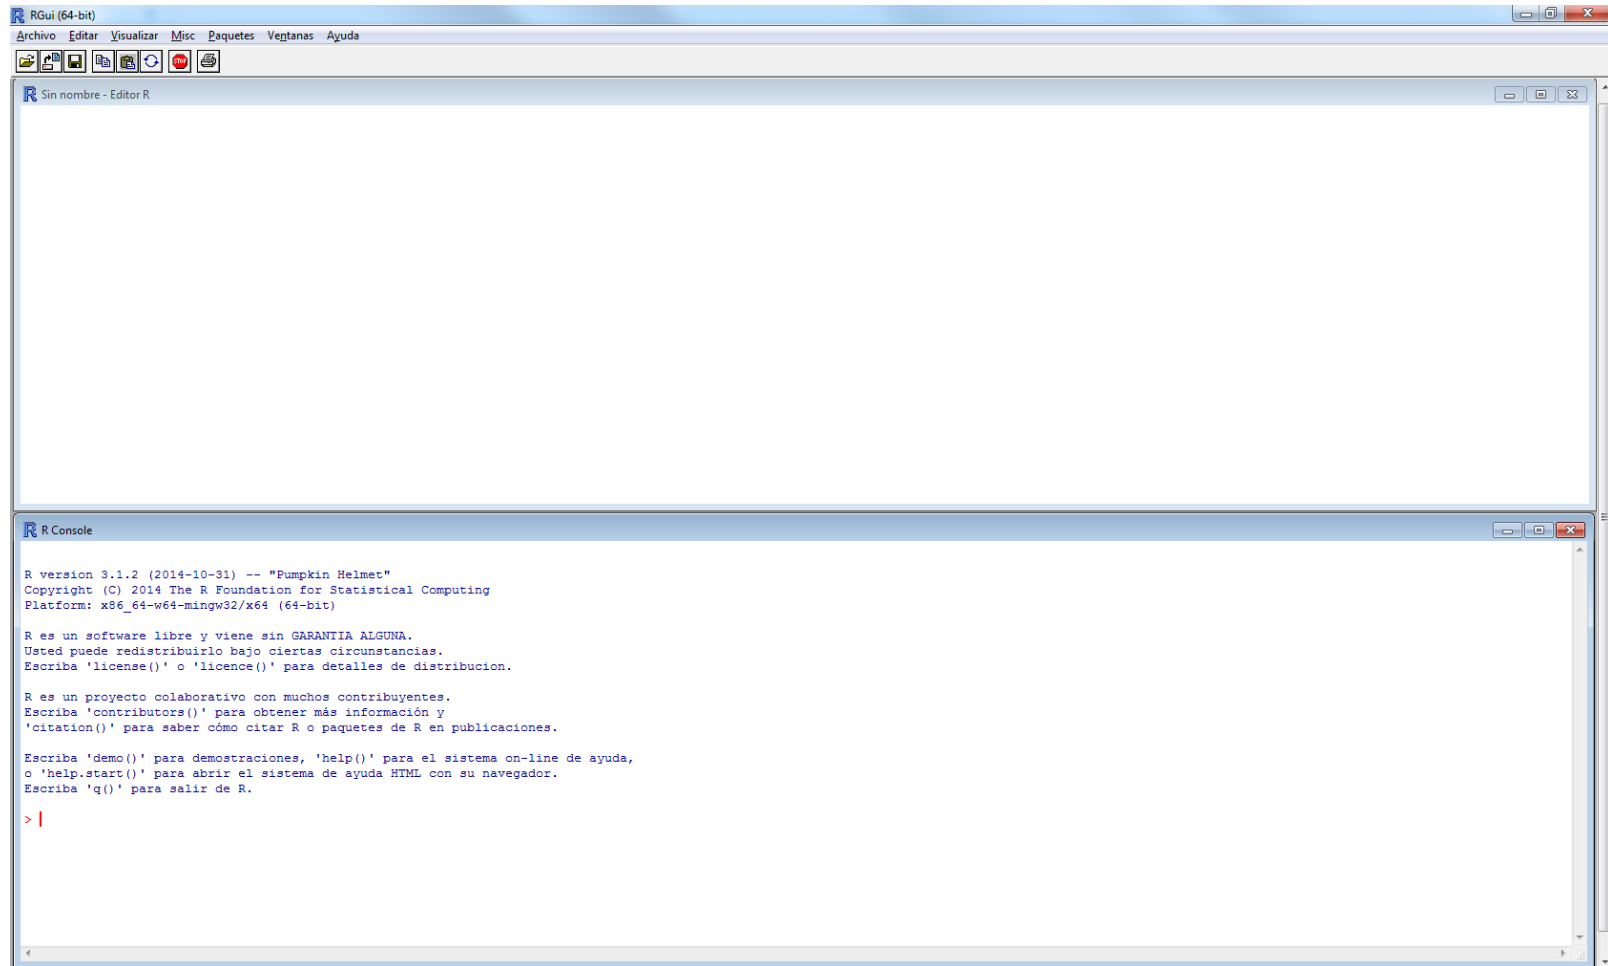 RGui (64-bit)
Archivo Editar Visualizar Misc Paquetes Ventanas Ayuda
STOP
Sin nombre - Editor R
R Console
R version 3.1.2 (2014-10-31) -- "Pumpkin Helmet"
Copyright (C) 2014 The R Foundation for Statistical Computing
Platform: x86_64-w64-mingw32/x64 (64-bit)
R es un software libre y viene sin GARANTIA ALGUNA.
Usted puede redistribuirlo bajo ciertas circunstancias.
Escriba 'license()' o 'licence()' para detalles de distribucion.
R es un proyecto colaborativo con muchos contribuyentes.
Escriba 'contributors()' para obtener más información y
'citation()' para saber cómo citar R o paquetes de R en publicaciones.
Escriba 'demo()' para demostraciones, 'help()' para el sistema on-line de ayuda,
o 'help.start()' para abrir el sistema de ayuda HTML con su navegador.
Escriba 'q()' para salir de R.
>